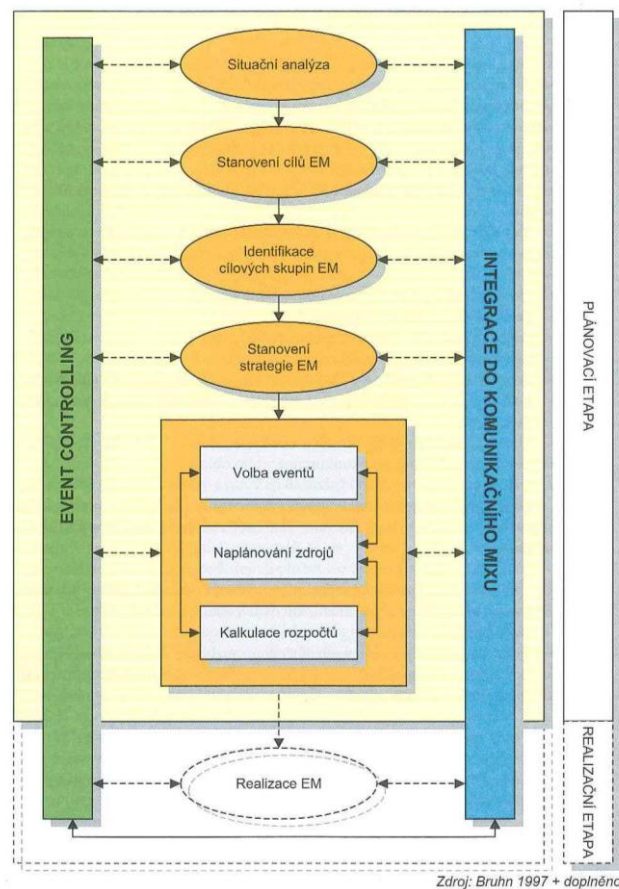 Situační analýza
Stanovení cílů EM
Identifikace
cílových skupin EM
Stanovení
strategie EM
Volba eventů
Naplánování zdrojů
Kalkulace rozpočtů
Realizace EM
EVENT CONTROLLING
INTEGRACE DO KOMUNIKAČNÍHO MIXU
PLÁNOVACÍ ETAPA
REALIZAČNÍ ETAPA
Zdroj: Bruhn 1997 + doplněno